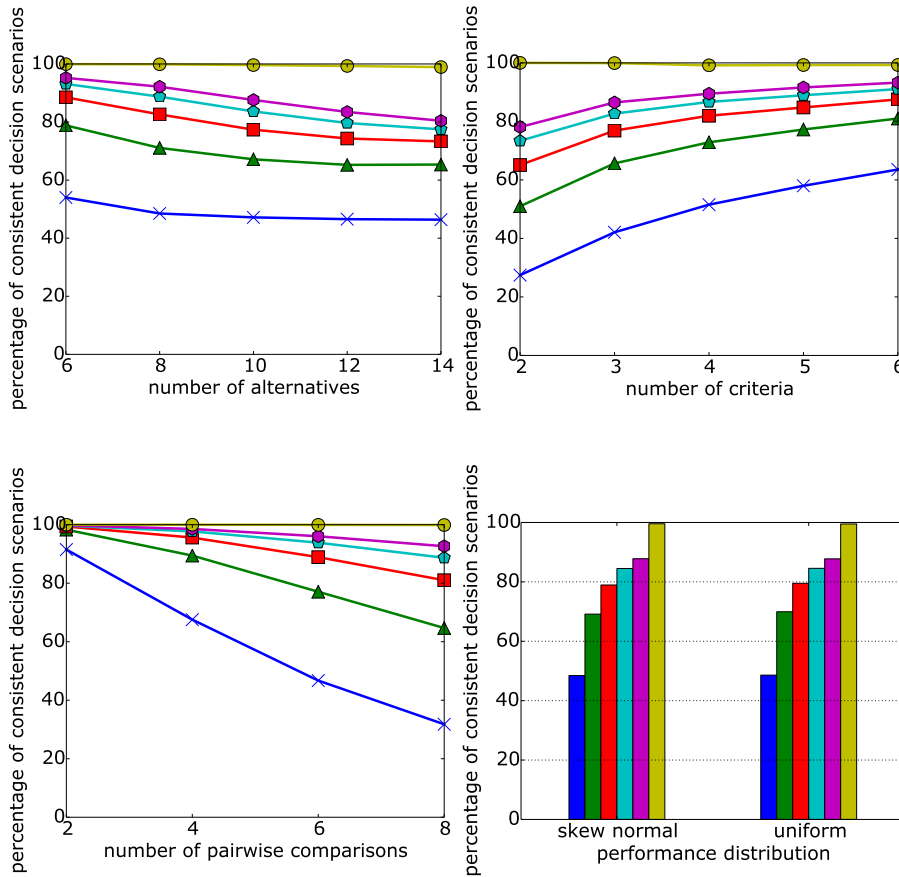 percentage of consistent decision scenarios
100
80
60
40
20
0
6 8 10 12 14
number of alternatives
percentage of consistent decision scenarios
100
80
60
40
20
0
2 3 4 5 6
number of criteria
percentage of consistent decision scenarios
100
80
60
40
20
0
2 4 6 8
number of pairwise comparisons
percentage of consistent decision scenarios
100
80
60
40
20
0
skew normal uniform
performance distribution